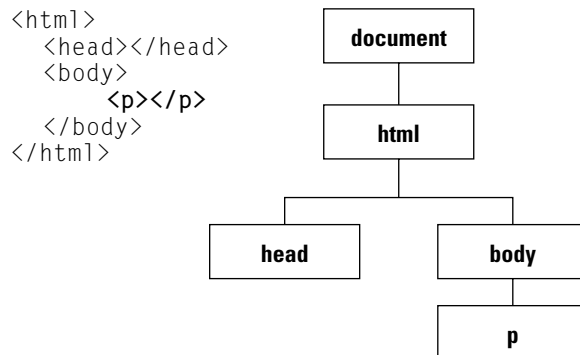 <html>
<head></head>
<body>
<p></p>
</body>
</html>
document
html
head
body
p